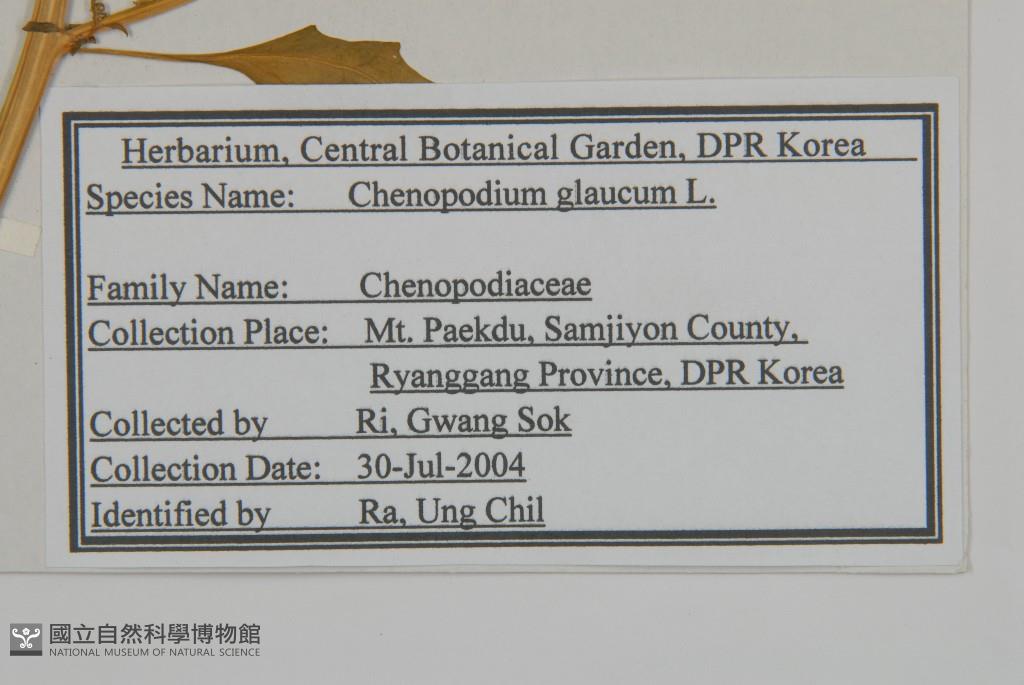 Herbarium, Central Botanical Garden, DPR Korea
Species Name: Chenopodium glaucum L.
Family Name: Chenopodiaceae
Collection Place: Mt. Paekdu, Samjiyon County,
Ryanggang Province, DPR Korea
Collected by Ri, Gwang Sok
Collection Date: 30-Jul-2004
Identified by Ra, Ung Chil
國立自然科學博物館
NATIONAL MUSEUM OF NATURAL SCIENCE